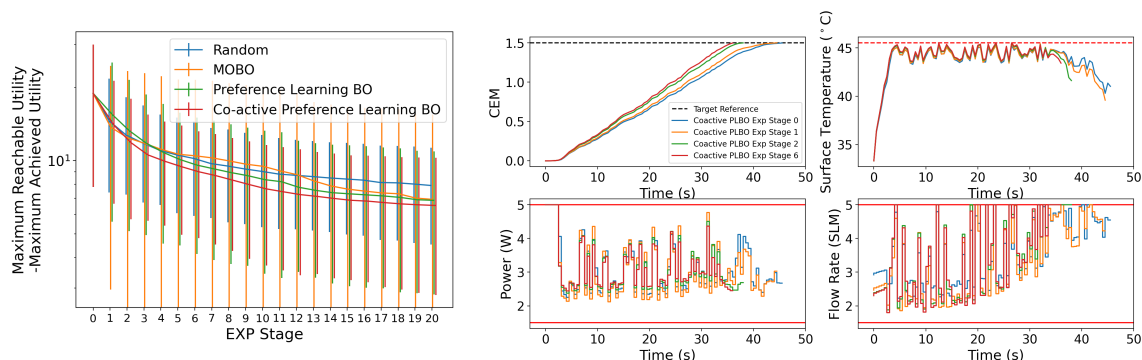 Maximum Reachable Utility
-Maximum Achieved Utility
10¹
Random
MOBO
Preference Learning BO
Co-active Preference Learning BO
0 1 2 3 4 5 6 7 8 9 10 11 12 13 14 15 16 17 18 19 20
EXP Stage
CEM
1.5
1.0
0.5
0.0
Target Reference
Coactive PLBO Exp Stage 0
Coactive PLBO Exp Stage 1
Coactive PLBO Exp Stage 2
Coactive PLBO Exp Stage 6
0 10 20 30 40 50
Time (s)
Surface Temperature (°C)
45
40
35
0 10 20 30 40 50
Time (s)
Power (W)
5
4
3
2
0 10 20 30 40 50
Time (s)
Flow Rate (SLM)
5
4
3
2
0 10 20 30 40 50
Time (s)